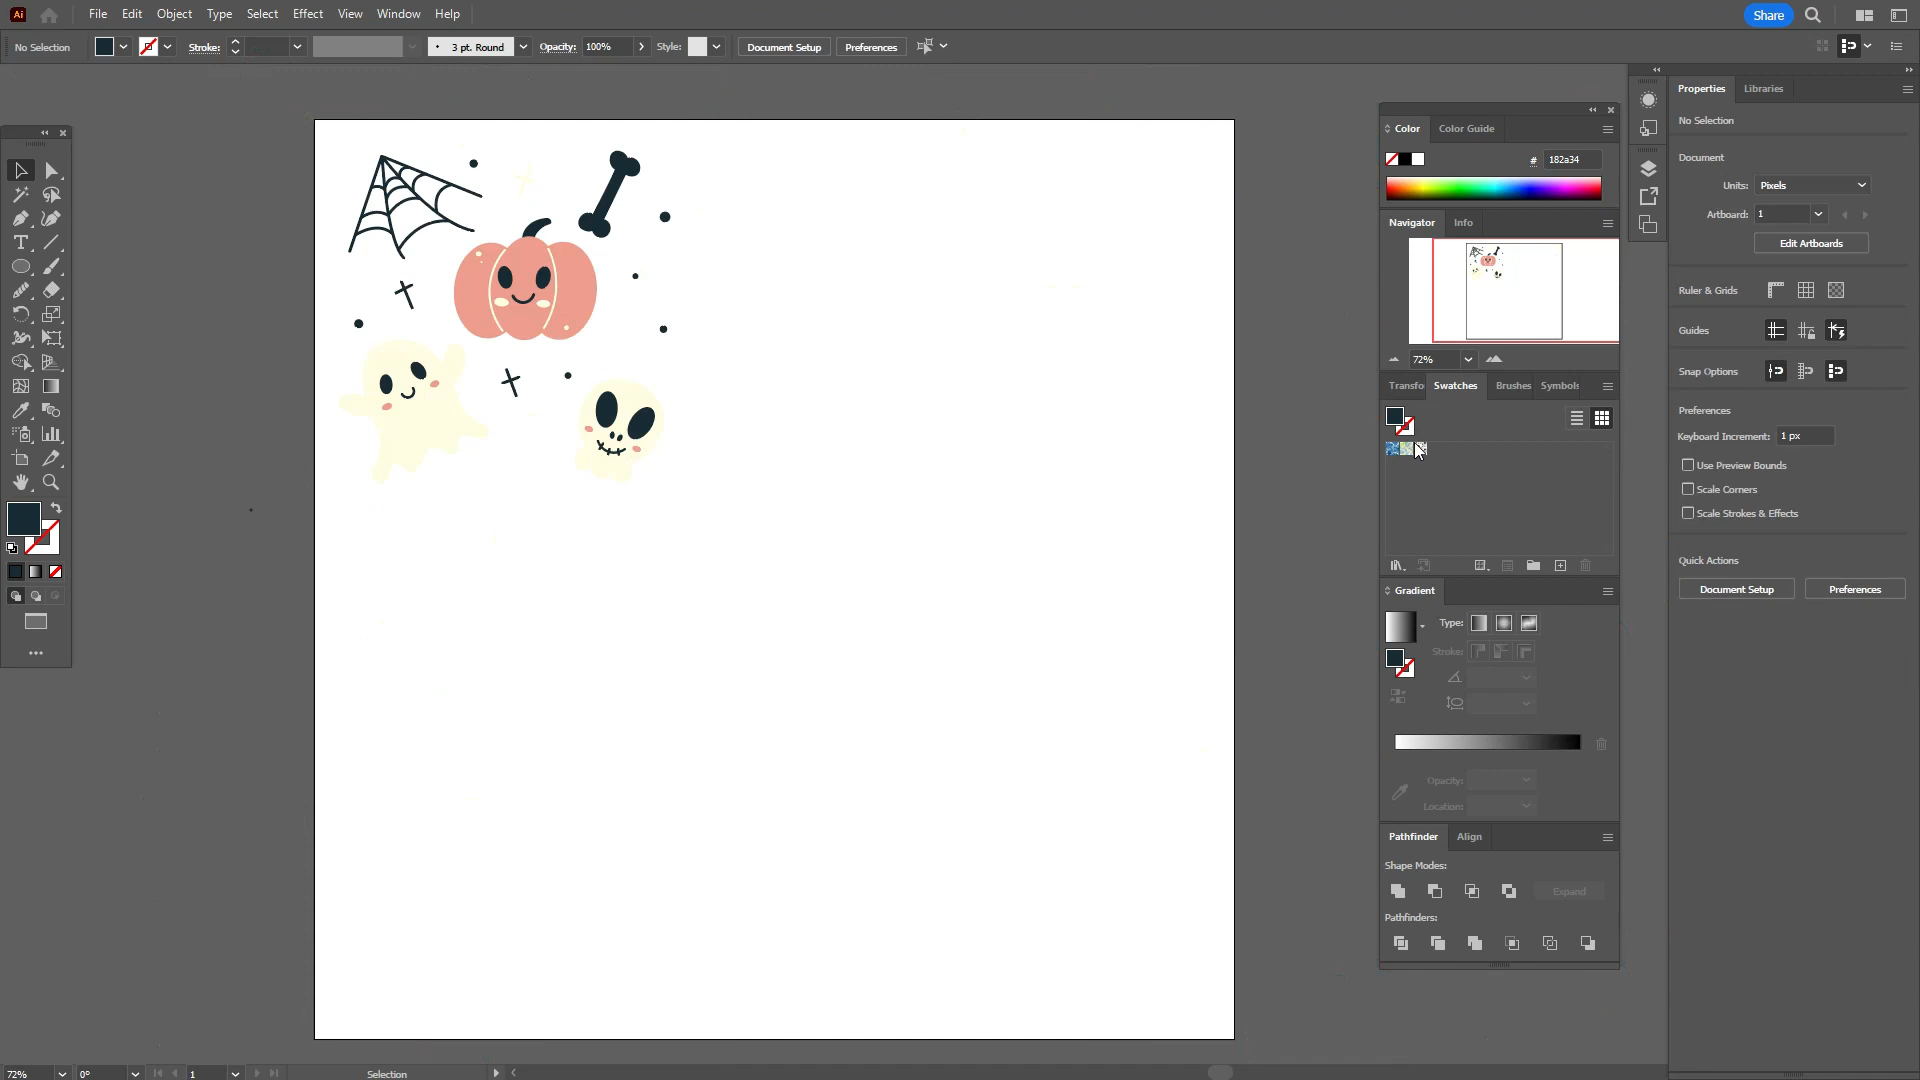 Ai File Edit Object Type Select Effect View Window Help Share
No Selection Stroke: 3 pt. Round Opacity: 100% Style: Document Setup Preferences
Color Color Guide
# 182a34
Navigator Info
72%
Transfo Swatches Brushes Symbols
Gradient
Type:
Stroke:
Opacity:
Location:
Pathfinder Align
Shape Modes:
Expand
Pathfinders:
Properties Libraries
No Selection
Document
Units: Pixels
Artboard: 1
Edit Artboards
Ruler & Grids
Guides
Snap Options
Preferences
Keyboard Increment: 1 px
Use Preview Bounds
Scale Corners
Scale Strokes & Effects
Quick Actions
Document Setup Preferences
72% 0° 1 Selection